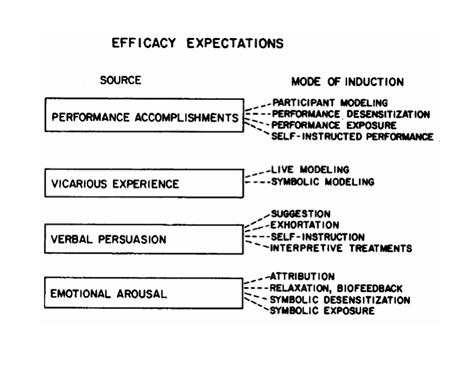 EFFICACY EXPECTATIONS
SOURCE
MODE OF INDUCTION
PERFORMANCE ACCOMPLISHMENTS
PARTICIPANT MODELING
PERFORMANCE DESENSITIZATION
PERFORMANCE EXPOSURE
SELF-INSTRUCTED PERFORMANCE
VICARIOUS EXPERIENCE
LIVE MODELING
SYMBOLIC MODELING
VERBAL PERSUASION
SUGGESTION
EXHORTATION
SELF-INSTRUCTION
INTERPRETIVE TREATMENTS
EMOTIONAL AROUSAL
ATTRIBUTION
RELAXATION, BIOFEEDBACK
SYMBOLIC DESENSITIZATION
SYMBOLIC EXPOSURE